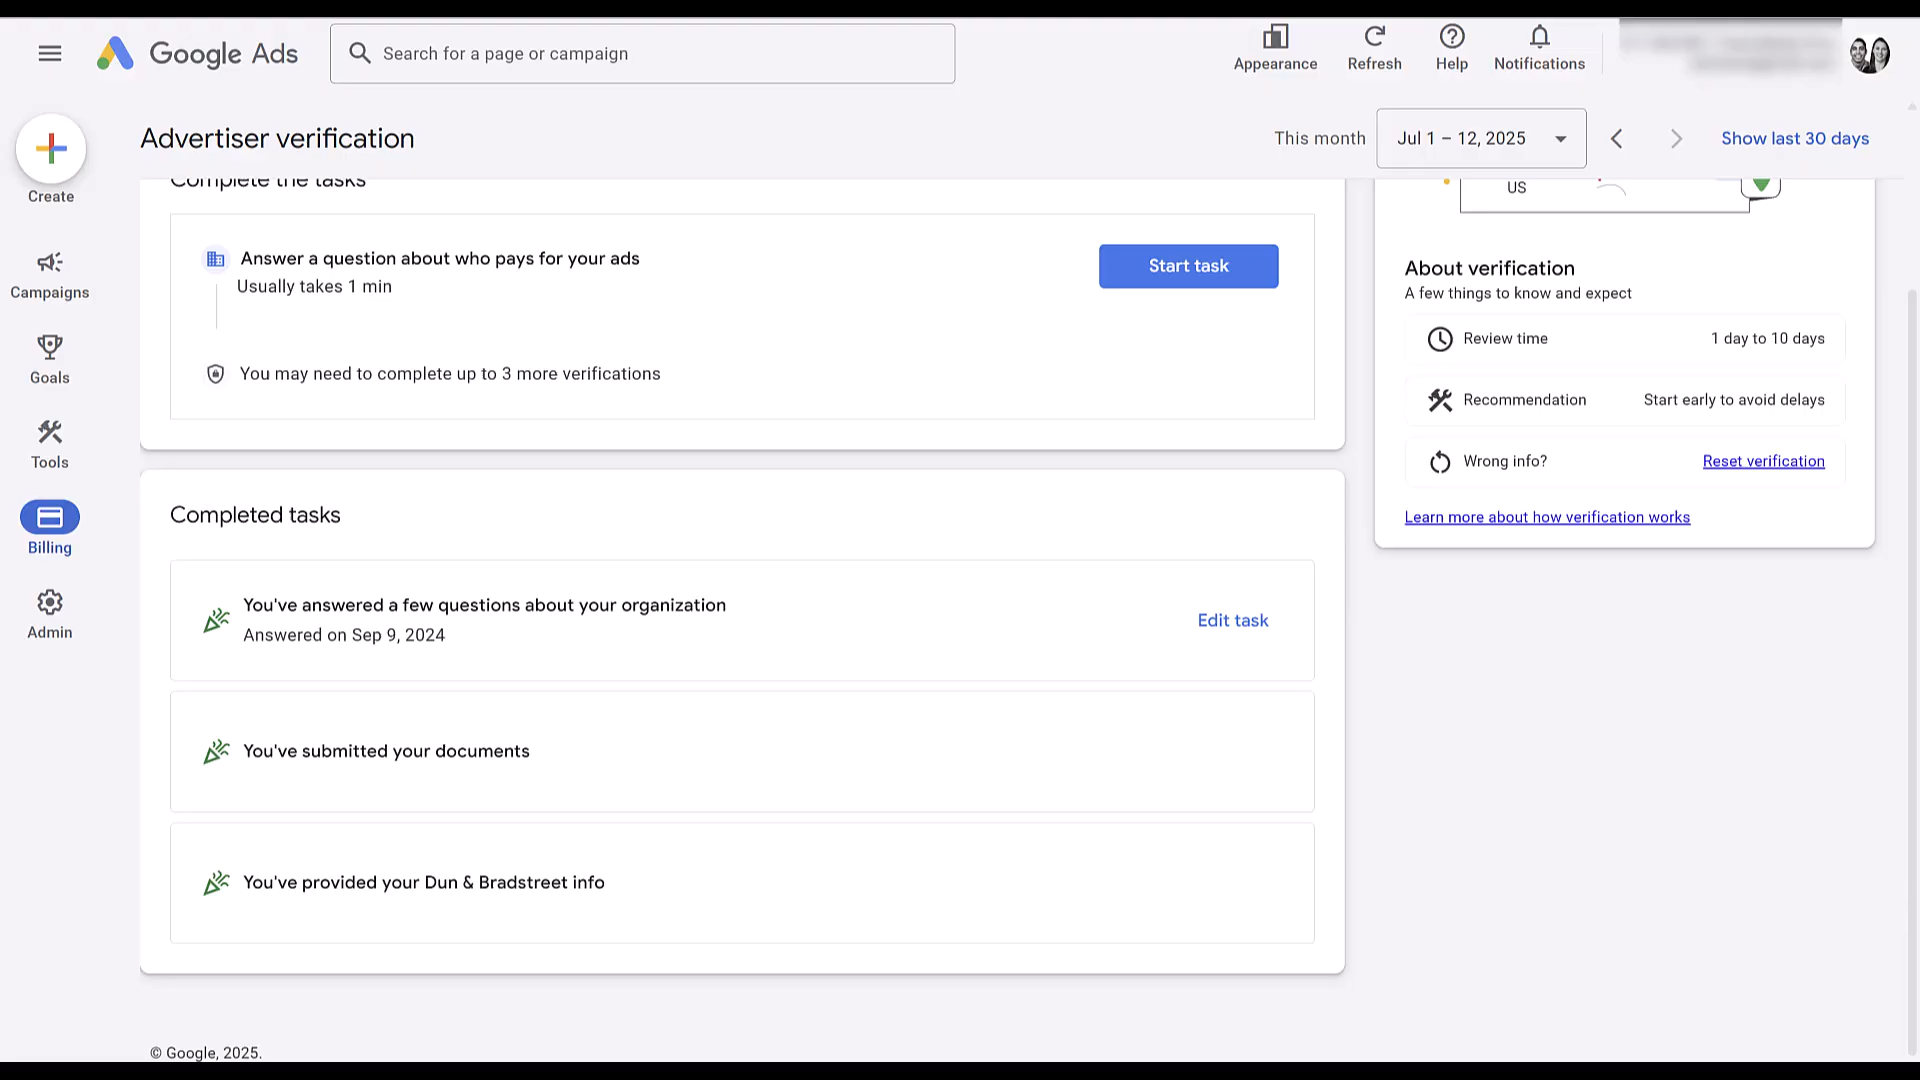 Google Ads
Search for a page or campaign
Appearance
Refresh
Help
Notifications
Create
Campaigns
Goals
Tools
Billing
Admin
Advertiser verification
This month
Jul 1 – 12, 2025
Show last 30 days
Complete the tasks
Answer a question about who pays for your ads
Usually takes 1 min
Start task
You may need to complete up to 3 more verifications
Completed tasks
You've answered a few questions about your organization
Answered on Sep 9, 2024
Edit task
You've submitted your documents
You've provided your Dun & Bradstreet info
US
About verification
A few things to know and expect
Review time
1 day to 10 days
Recommendation
Start early to avoid delays
Wrong info?
Reset verification
Learn more about how verification works
© Google, 2025.